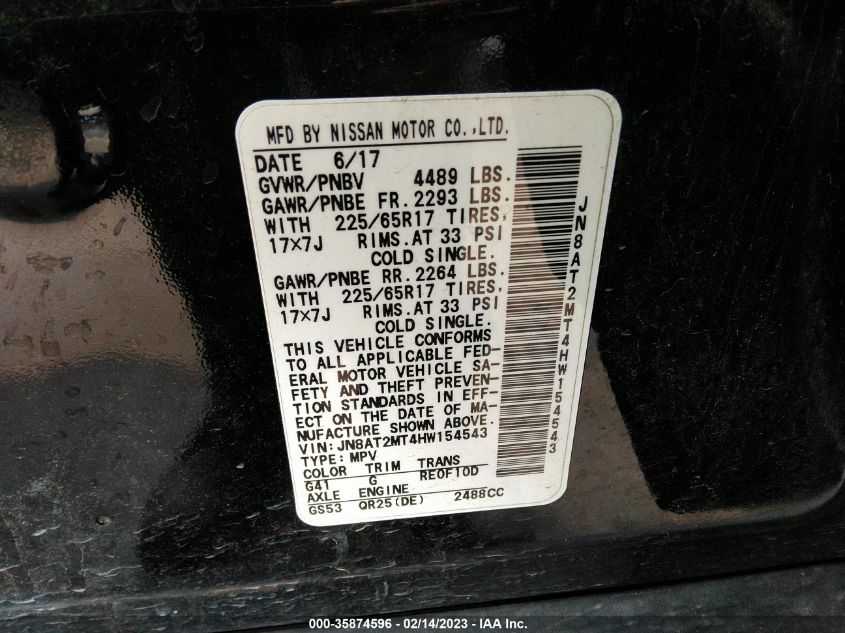 MFD BY NISSAN MOTOR CO.,LTD.
DATE 6/17
GVWR/PNBV 4489 LBS.
GAWR/PNBE FR. 2293 LBS.
WITH 225/65R17 TIRES,
17×7J RIMS. AT 33 PSI
COLD SINGLE.
GAWR/PNBE RR. 2264 LBS.
WITH 225/65R17 TIRES,
17×7J RIMS. AT 33 PSI
COLD SINGLE.
THIS VEHICLE CONFORMS
TO ALL APPLICABLE FED-
ERAL MOTOR VEHICLE SA-
FETY AND THEFT PREVEN-
TION STANDARDS IN EFF-
ECT ON THE DATE OF MA-
NUFACTURE SHOWN ABOVE.
VIN: JN8AT2MT4HW154543
TYPE: MPV
COLOR TRIM TRANS
G41 G RE0F10D
AXLE ENGINE
GS53 QR25(DE) 2488CC
JN8AT2MT4HW154543
000-35874596 - 02/14/2023 - IAA Inc.